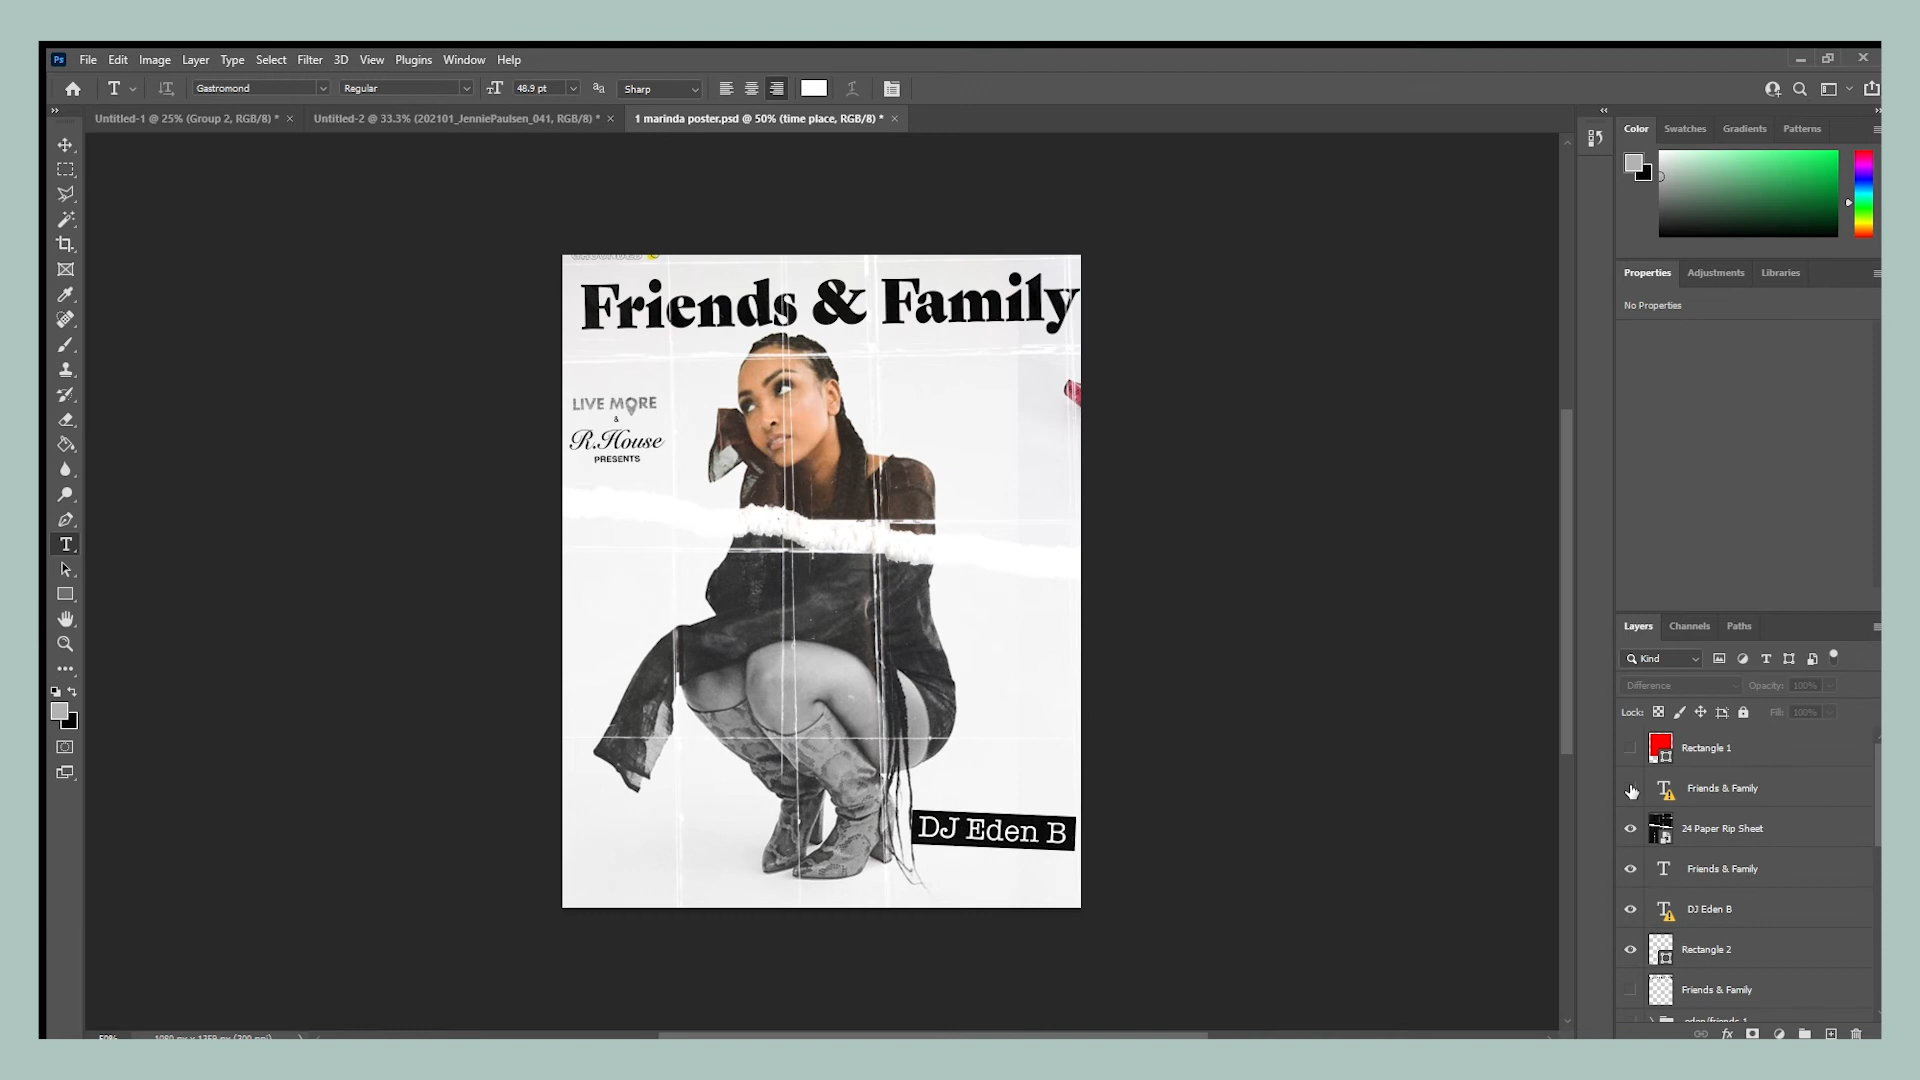 Ps File Edit Image Layer Type Select Filter 3D View Plugins Window Help
T Gastromond Regular 48.9 pt Sharp
Untitled-1 @ 25% (Group 2, RGB/8) * Untitled-2 @ 33.3% (202101_JenniePaulsen_041, RGB/8) * 1 marinda poster.psd @ 50% (time place, RGB/8) *
Color Swatches Gradients Patterns
Properties Adjustments Libraries
No Properties
Friends & Family
LIVE MORE
&
R.House
PRESENTS
DJ Eden B
Layers Channels Paths
Kind
Difference Opacity: 100%
Lock: Fill: 100%
Rectangle 1
Friends & Family
24 Paper Rip Sheet
Friends & Family
DJ Eden B
Rectangle 2
Friends & Family